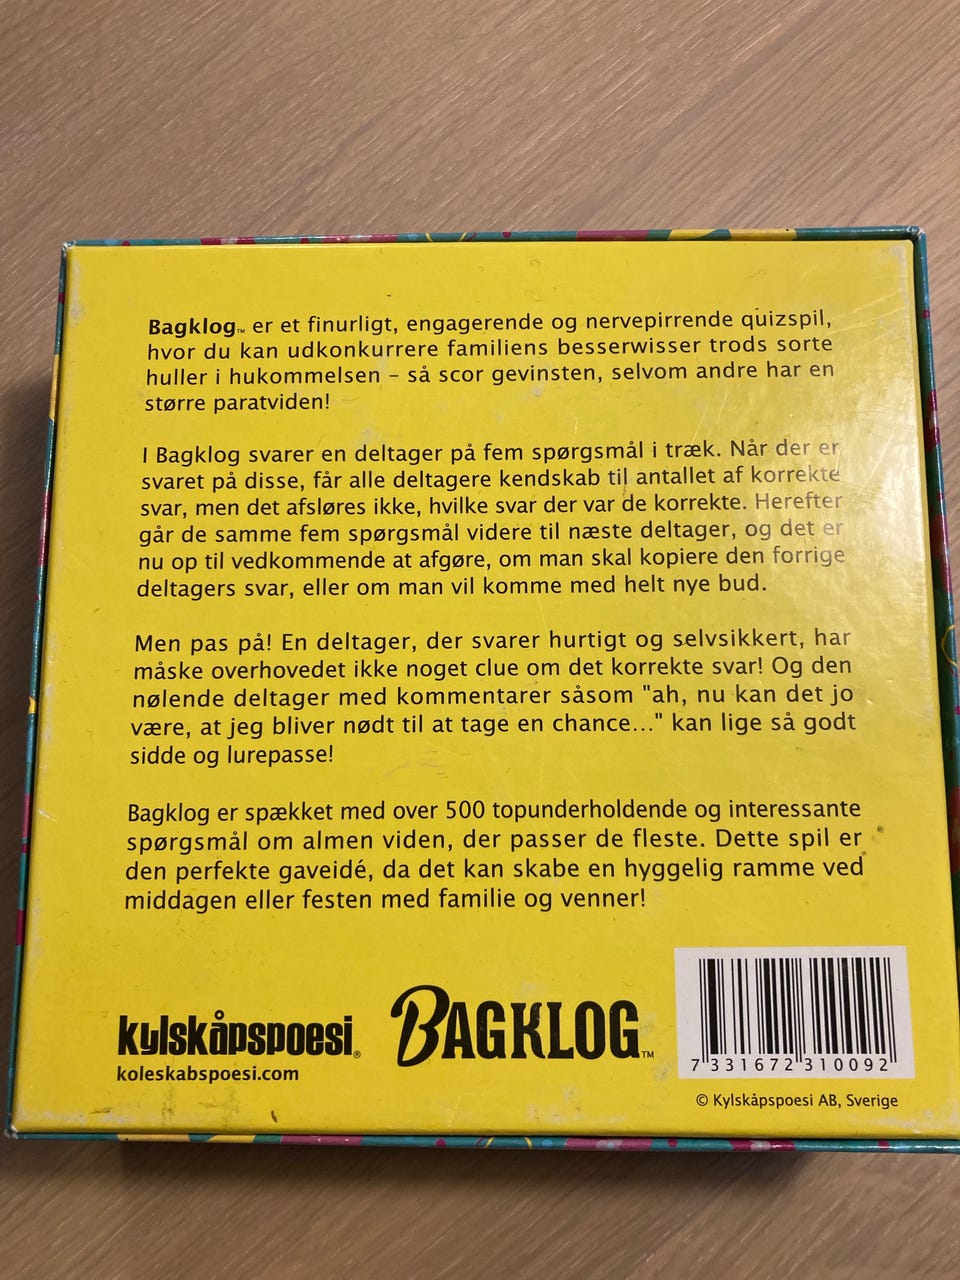 Bagklog™ er et finurligt, engagerende og nervepirrende quizspil,
hvor du kan udkonkurrere familiens besserwisser trods sorte
huller i hukommelsen – så scor gevinsten, selvom andre har en
større paratviden!
I Bagklog svarer en deltager på fem spørgsmål i træk. Når der er
svaret på disse, får alle deltagere kendskab til antallet af korrekte
svar, men det afsløres ikke, hvilke svar der var de korrekte. Herefter
går de samme fem spørgsmål videre til næste deltager, og det er
nu op til vedkommende at afgøre, om man skal kopiere den forrige
deltagers svar, eller om man vil komme med helt nye bud.
Men pas på! En deltager, der svarer hurtigt og selvsikkert, har
måske overhovedet ikke noget clue om det korrekte svar! Og den
nølende deltager med kommentarer såsom "ah, nu kan det jo
være, at jeg bliver nødt til at tage en chance..." kan lige så godt
sidde og lurepasse!
Bagklog er spækket med over 500 topunderholdende og interessante
spørgsmål om almen viden, der passer de fleste. Dette spil er
den perfekte gaveidé, da det kan skabe en hyggelig ramme ved
middagen eller festen med familie og venner!
kylskåpspoesi®
koleskabspoesi.com
BAGKLOG™
7 331672 310092
© Kylskåpspoesi AB, Sverige